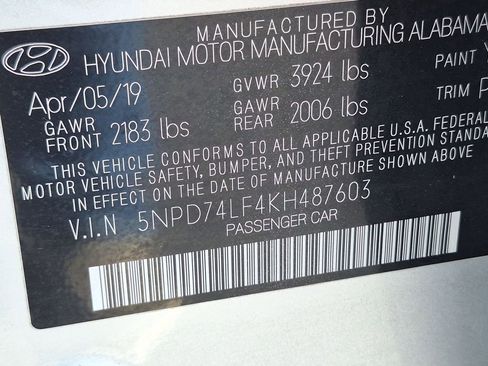 MANUFACTURED BY
HYUNDAI MOTOR MANUFACTURING ALABAMA
Apr/05/19 GVWR 3924 lbs PAINT
GAWR FRONT 2183 lbs GAWR REAR 2006 lbs TRIM
THIS VEHICLE CONFORMS TO ALL APPLICABLE U.S.A. FEDERAL
MOTOR VEHICLE SAFETY, BUMPER, AND THEFT PREVENTION STANDA
IN EFFECT ON THE DATE OF MANUFACTURE SHOWN ABOVE.
V.I.N 5NPD74LF4KH487603
PASSENGER CAR